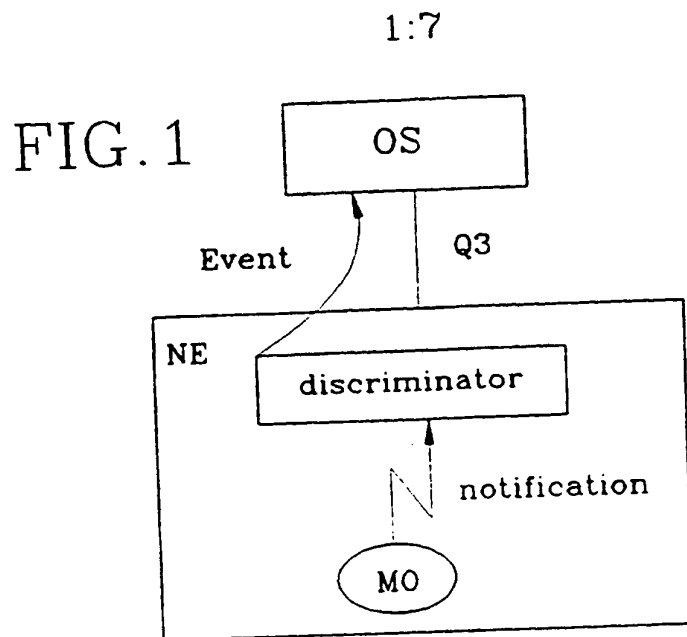 1:7
FIG. 1
OS
Event
Q3
NE
discriminator
notification
MO